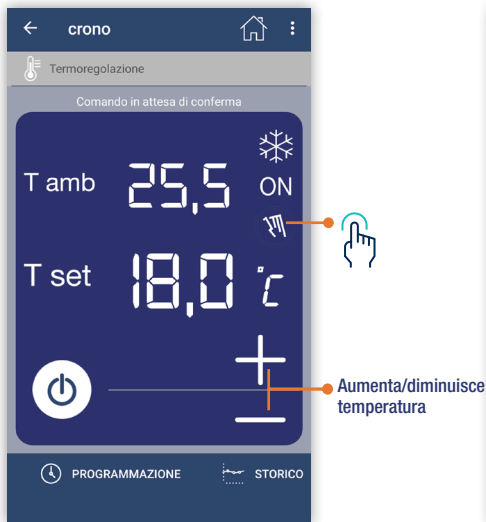 crono
Termoregolazione
Comando in attesa di conferma
T amb 25,5 ON
T set 18,0 °C
Aumenta/diminuisce
temperatura
PROGRAMMAZIONE STORICO